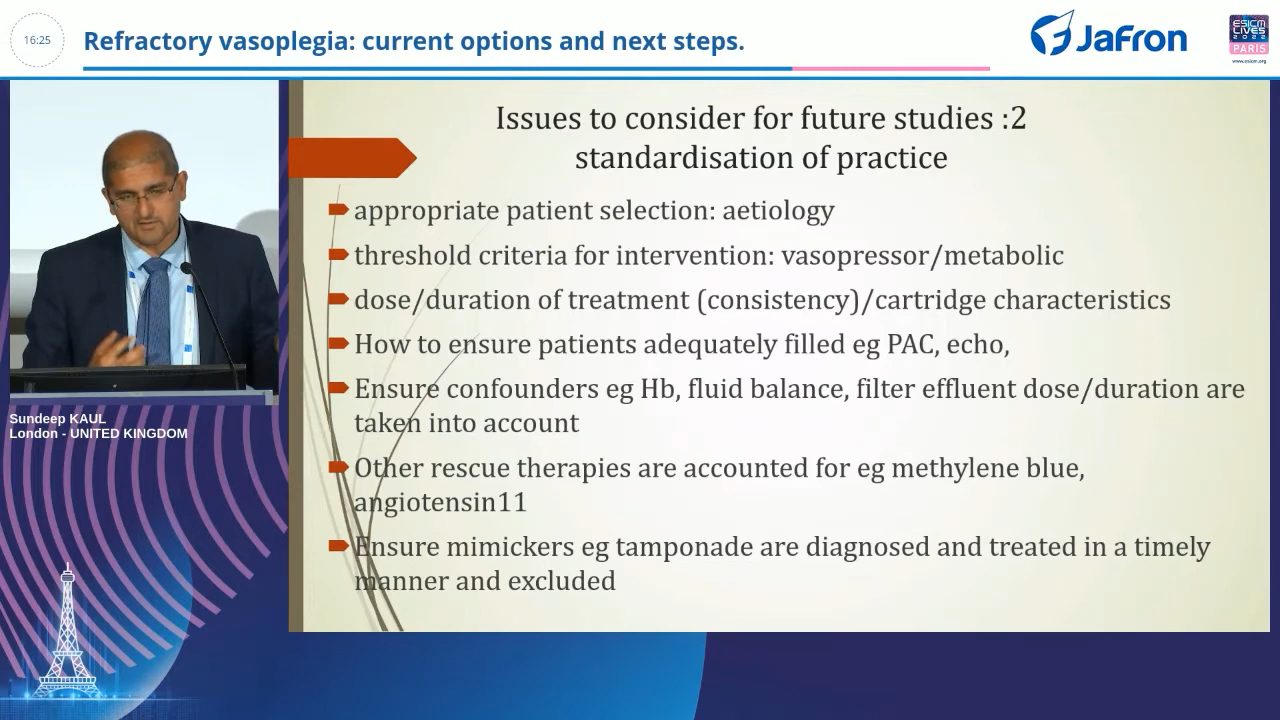 16:25
Refractory vasoplegia: current options and next steps.
JaFron
ESICM
LIVES
2022
PARIS
www.esicm.org
Issues to consider for future studies :2
standardisation of practice
appropriate patient selection: aetiology
threshold criteria for intervention: vasopressor/metabolic
dose/duration of treatment (consistency)/cartridge characteristics
How to ensure patients adequately filled eg PAC, echo,
Ensure confounders eg Hb, fluid balance, filter effluent dose/duration are
taken into account
Other rescue therapies are accounted for eg methylene blue,
angiotensin11
Ensure mimickers eg tamponade are diagnosed and treated in a timely
manner and excluded
Sundeep KAUL
London - UNITED KINGDOM